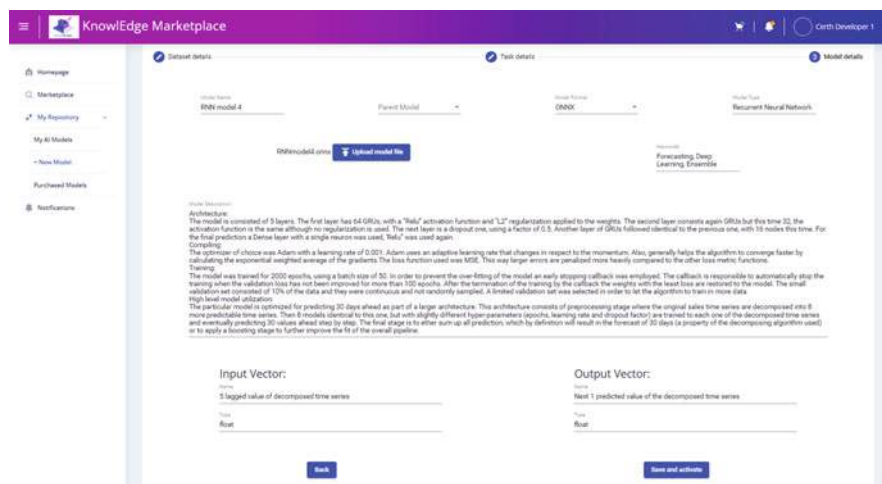 KnowlEdge Marketplace
Certh Developer 1
Dataset details
Task details
3 Model details
Homepage
Marketplace
My Repository
My AI Models
+ New Model
Purchased Models
Notifications
Model Name
RNN model 4
Parent Model
Model Format
ONNX
Model Type
Recurrent Neural Network
RNNmodel4.onnx
Upload model file
Keywords
Forecasting, Deep
Learning, Ensemble
Model Description
Architecture:
The model is consisted of 5 layers. The first layer has 64 GRUs, with a "Relu" activation function and "L2" regularization applied to the weights. The second layer consists again GRUs but this time 32, the
activation function is the same although no regularization is used. The next layer is a dropout one, using a factor of 0.5. Another layer of GRUs followed identical to the previous one, with 16 nodes this time. For
the final prediction a Dense layer with a single neuron was used, "Relu" was used again.
Compiling:
The optimizer of choice was Adam with a learning rate of 0.001. Adam uses an adaptive learning rate that changes in respect to the momentum. Also, generally helps the algorithm to converge faster by
calculating the exponential weighted average of the gradients The loss function used was MSE. This way larger errors are penalized more heavily compared to the other loss metric functions.
Training:
The model was trained for 2000 epochs, using a batch size of 50. In order to prevent the over-fitting of the model an early stopping callback was employed. The callback is responsible to automatically stop the
training when the validation loss has not been improved for more than 100 epochs. After the termination of the training by the callback the weights with the least loss are restored to the model. The small
validation set consisted of 10% of the data and they were continuous and not randomly sampled. A limited validation set was selected in order to let the algorithm to train in more data.
High level model utilization:
The particular model is optimized for predicting 30 days ahead as part of a larger architecture. This architecture consists of preprocessing stage where the original sales time series are decomposed into 8
more predictable time series. Then 8 models identical to this one, but with slightly different hyper-parameters (epochs, learning rate and dropout factor) are trained to each one of the decomposed time series
and eventually predicting 30 values ahead step by step. The final stage is to ether sum up all prediction, which by definition will result in the forecast of 30 days (a property of the decomposing algorithm used)
or to apply a boosting stage to further improve the fit of the overall pipeline.
Input Vector:
Name
5 lagged value of decomposed time series
Type
float
Output Vector:
Name
Next 1 predicted value of the decomposed time series
Type
float
Back
Save and activate